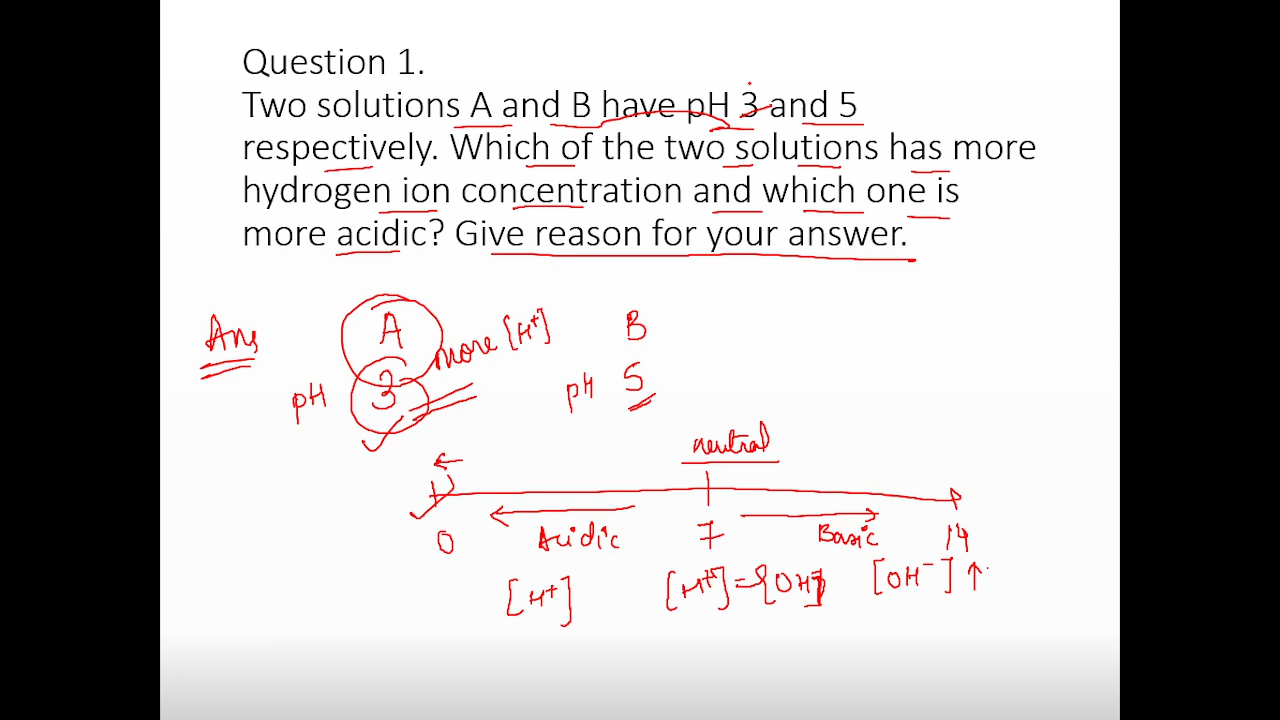 Question 1.
Two solutions A and B have pH 3 and 5
respectively. Which of the two solutions has more
hydrogen ion concentration and which one is
more acidic? Give reason for your answer.
Ans
A more [H+] B
pH 3 pH 5
neutral
0 Acidic 7 Basic 14
[H+] [H+] = [OH] [OH-] ↑